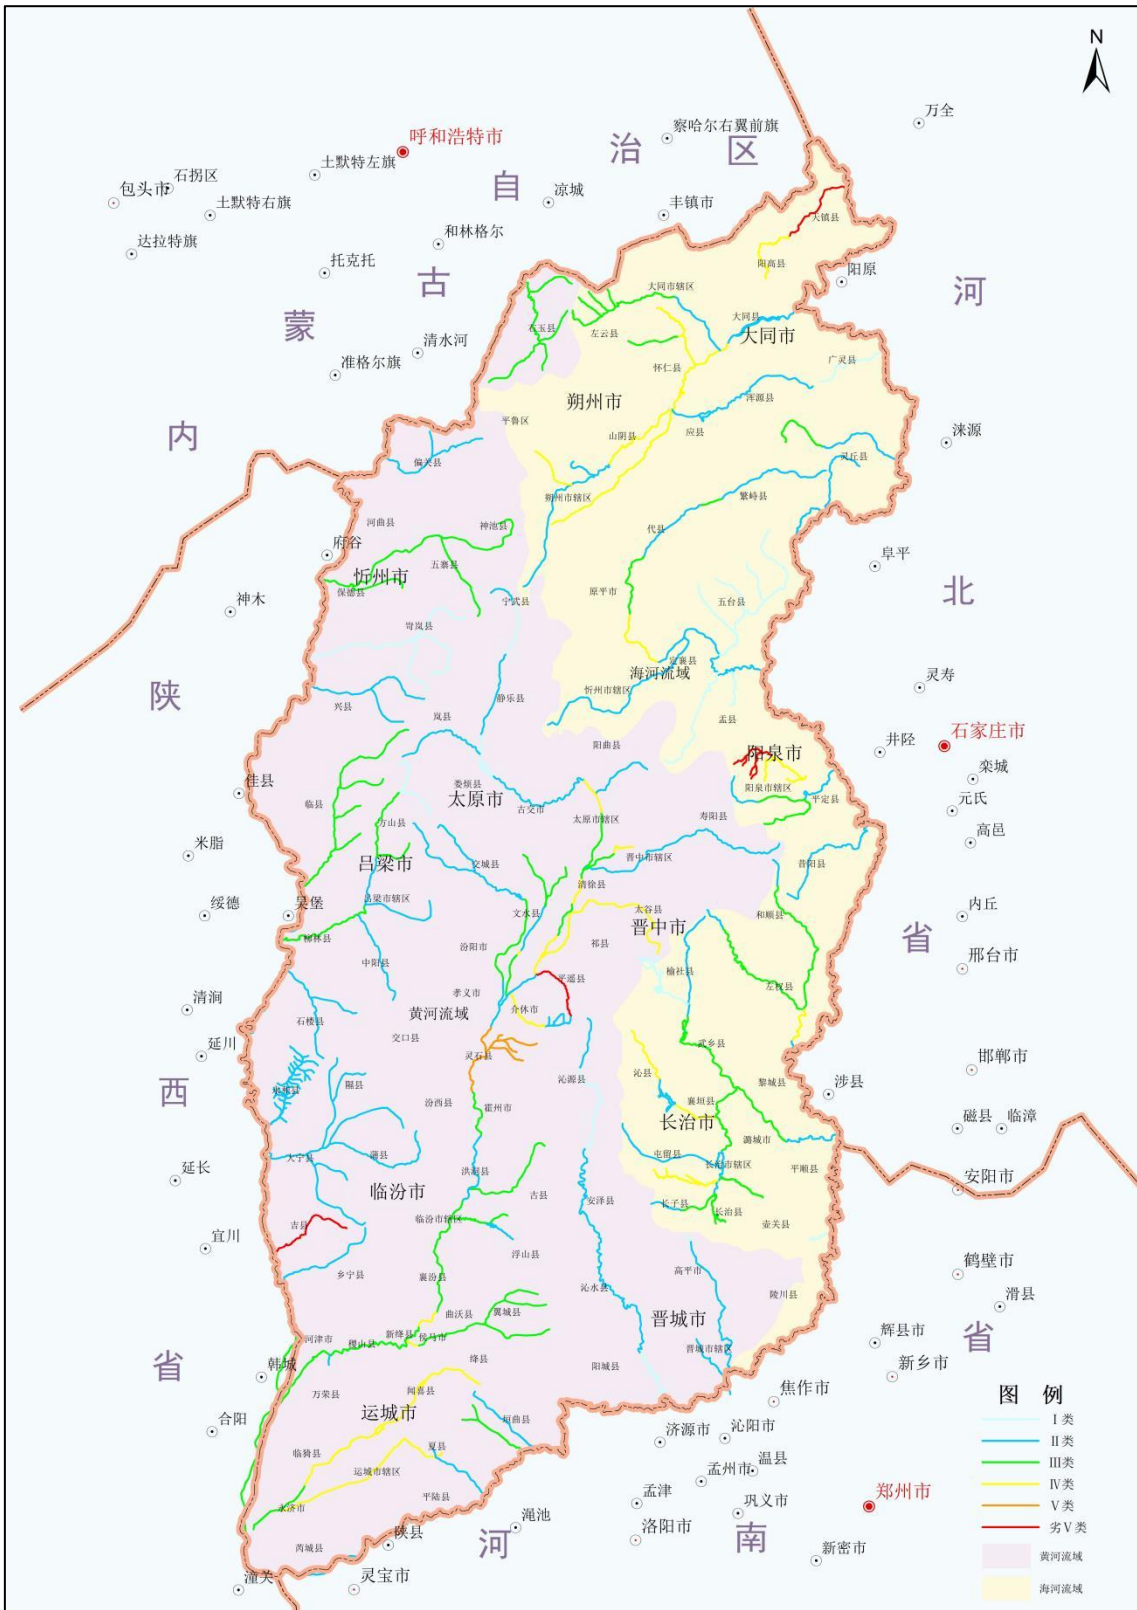 N
万全
察哈尔右翼前旗
呼和浩特市
治
区
土默特左旗
石拐区
包头市
自
凉城
土默特右旗
丰镇市
天镇县
和林格尔
达拉特旗
阳高县
托克托
阳原
古
河
大同市辖区
蒙
大同县
右玉县
左云县
大同市
清水河
广灵县
准格尔旗
怀仁县
浑源县
朔州市
平鲁区
内
山阴县
应县
涞源
灵丘县
偏关县
朔州市辖区
繁峙县
河曲县
神池县
代县
府谷
五寨县
阜平
忻州市
保德县
原平市
北
宁武县
五台县
神木
岢岚县
定襄县
海河流域
灵寿
陕
忻州市辖区
静乐县
兴县
岚县
盂县
石家庄市
阳曲县
井陉
阳泉市
佳县
娄烦县
栾城
阳泉市辖区
太原市
平定县
临县
古交市
元氏
方山县
太原市辖区
寿阳县
米脂
高邑
吕梁市
交城县
晋中市辖区
昔阳县
清徐县
吕梁市辖区
内丘
绥德
吴堡
文水县
太谷县
和顺县
晋中市
省
柳林县
汾阳市
祁县
邢台市
中阳县
榆社县
平遥县
左权县
孝义市
清涧
介休市
黄河流域
石楼县
交口县
武乡县
延川
灵石县
邯郸市
沁县
沁源县
黎城县
西
隰县
涉县
永和县
襄垣县
汾西县
霍州市
长治市
磁县
临漳
潞城市
屯留县
大宁县
蒲县
长治市辖区
洪洞县
平顺县
延长
安阳市
临汾市
古县
安泽县
长子县
长治县
临汾市辖区
吉县
壶关县
宜川
浮山县
鹤壁市
乡宁县
襄汾县
高平市
沁水县
陵川县
滑县
曲沃县
翼城县
晋城市
河津市
新绛县
侯马市
稷山县
辉县市
省
省
晋城市辖区
绛县
阳城县
韩城
新乡市
万荣县
闻喜县
焦作市
图 例
运城市
合阳
垣曲县
Ⅰ类
济源市
沁阳市
Ⅱ类
临猗县
夏县
Ⅲ类
运城市辖区
温县
孟州市
Ⅳ类
平陆县
郑州市
永济市
孟津
Ⅴ类
巩义市
渑池
劣Ⅴ类
河
洛阳市
南
陕县
芮城县
新密市
黄河流域
潼关
灵宝市
海河流域